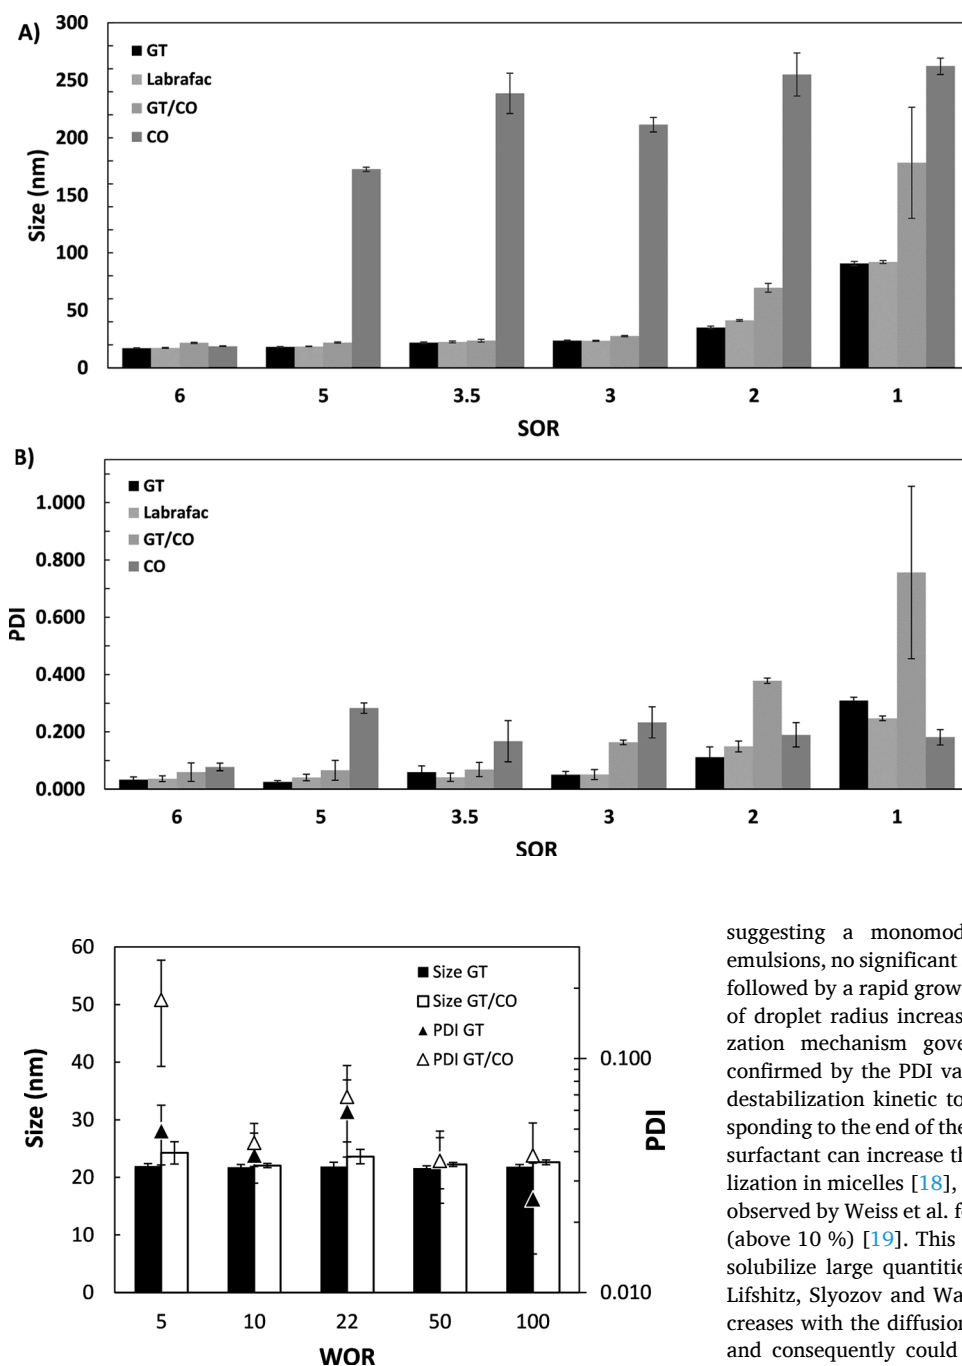 A)
300
250
200
150
100
50
0
Size (nm)
GT
Labrafac
GT/CO
CO
6 5 3.5 3 2 1
SOR
B)
1.000
0.800
0.600
0.400
0.200
0.000
PDI
GT
Labrafac
GT/CO
CO
6 5 3.5 3 2 1
SOR
60
50
40
30
20
10
0
Size (nm)
Size GT
Size GT/CO
PDI GT
PDI GT/CO
0.100
0.010
PDI
5 10 22 50 100
WOR
suggesting a monomod
emulsions, no significant
followed by a rapid grow
of droplet radius increas
zation mechanism gove
confirmed by the PDI va
destabilization kinetic to
sponding to the end of the
surfactant can increase th
lization in micelles [18],
observed by Weiss et al. f
(above 10 %) [19]. This
solubilize large quantitie
Lifshitz, Slyozov and Wa
creases with the diffusion
and consequently could